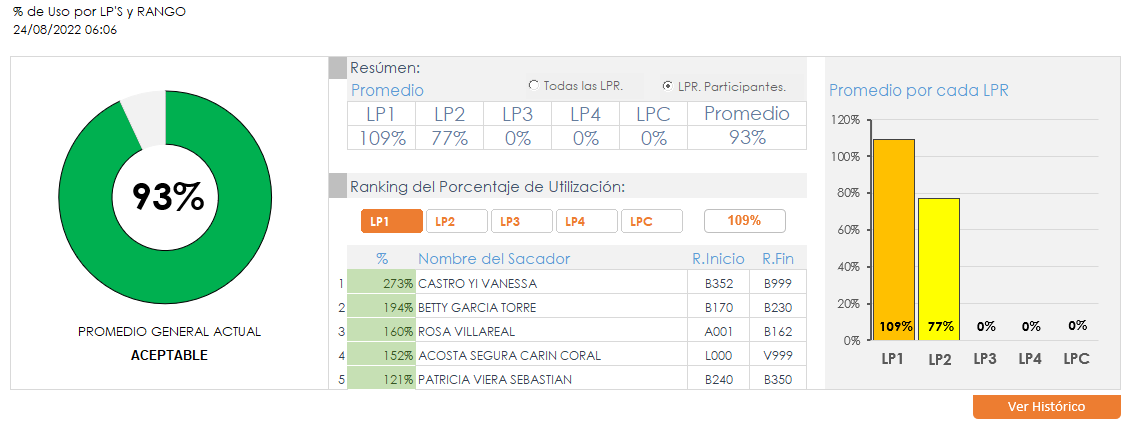 % de Uso por LP'S y RANGO
24/08/2022 06:06
93%
PROMEDIO GENERAL ACTUAL
ACEPTABLE
Resúmen:
Promedio
Todas las LPR.
LPR. Participantes.
LP1 LP2 LP3 LP4 LPC Promedio
109% 77% 0% 0% 0% 93%
Ranking del Porcentaje de Utilización:
LP1 LP2 LP3 LP4 LPC 109%
% Nombre del Sacador R.Inicio R.Fin
1 273% CASTRO YI VANESSA B352 B999
2 194% BETTY GARCIA TORRE B170 B230
3 160% ROSA VILLAREAL A001 B162
4 152% ACOSTA SEGURA CARIN CORAL L000 V999
5 121% PATRICIA VIERA SEBASTIAN B240 B350
Promedio por cada LPR
120%
100%
80%
60%
40%
20%
0%
109% 77% 0% 0% 0%
LP1 LP2 LP3 LP4 LPC
Ver Histórico